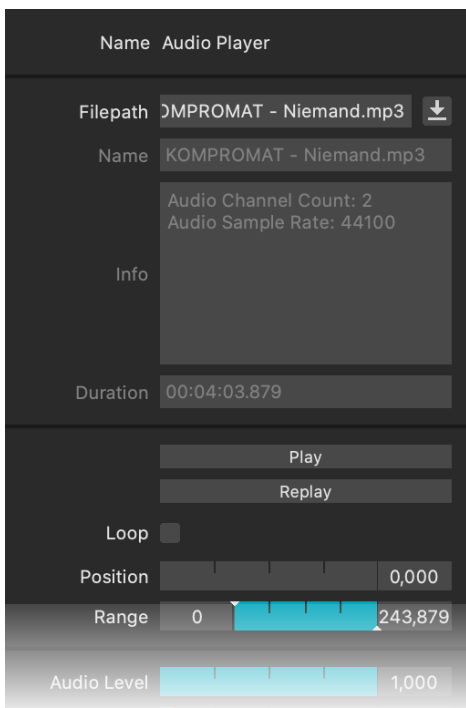 Name Audio Player
Filepath OMPROMAT - Niemand.mp3
Name KOMPROMAT - Niemand.mp3
Audio Channel Count: 2
Audio Sample Rate: 44100
Info
Duration 00:04:03.879
Play
Replay
Loop
Position 0,000
Range 0 243,879
Audio Level 1,000